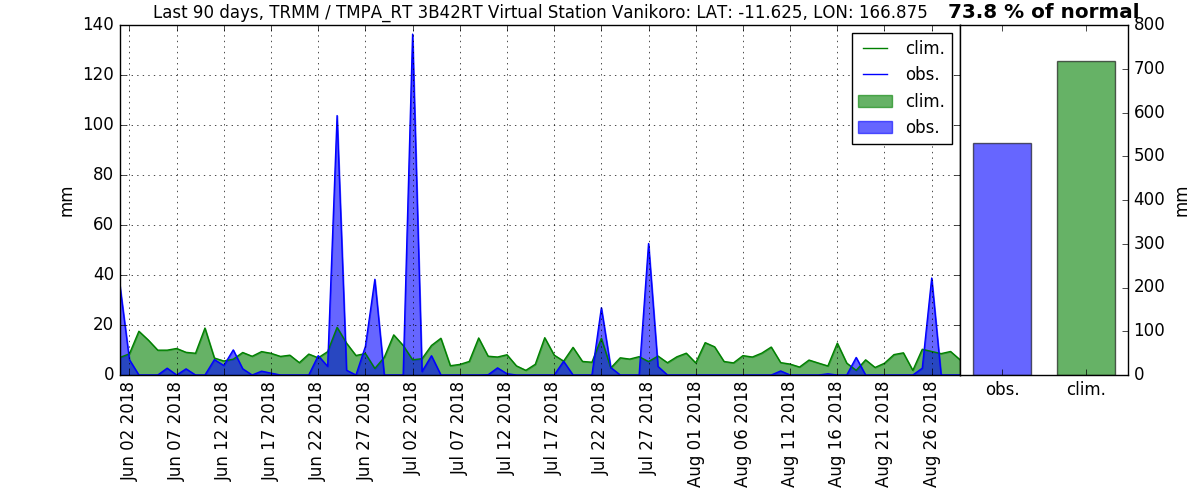 Last 90 days, TRMM / TMPA_RT 3B42RT Virtual Station Vanikoro: LAT: -11.625, LON: 166.875
73.8 % of normal
140
120
100
80
60
40
20
0
mm
clim.
obs.
clim.
obs.
800
700
600
500
400
300
200
100
0
mm
obs.
clim.
Jun 02 2018
Jun 07 2018
Jun 12 2018
Jun 17 2018
Jun 22 2018
Jun 27 2018
Jul 02 2018
Jul 07 2018
Jul 12 2018
Jul 17 2018
Jul 22 2018
Jul 27 2018
Aug 01 2018
Aug 06 2018
Aug 11 2018
Aug 16 2018
Aug 21 2018
Aug 26 2018